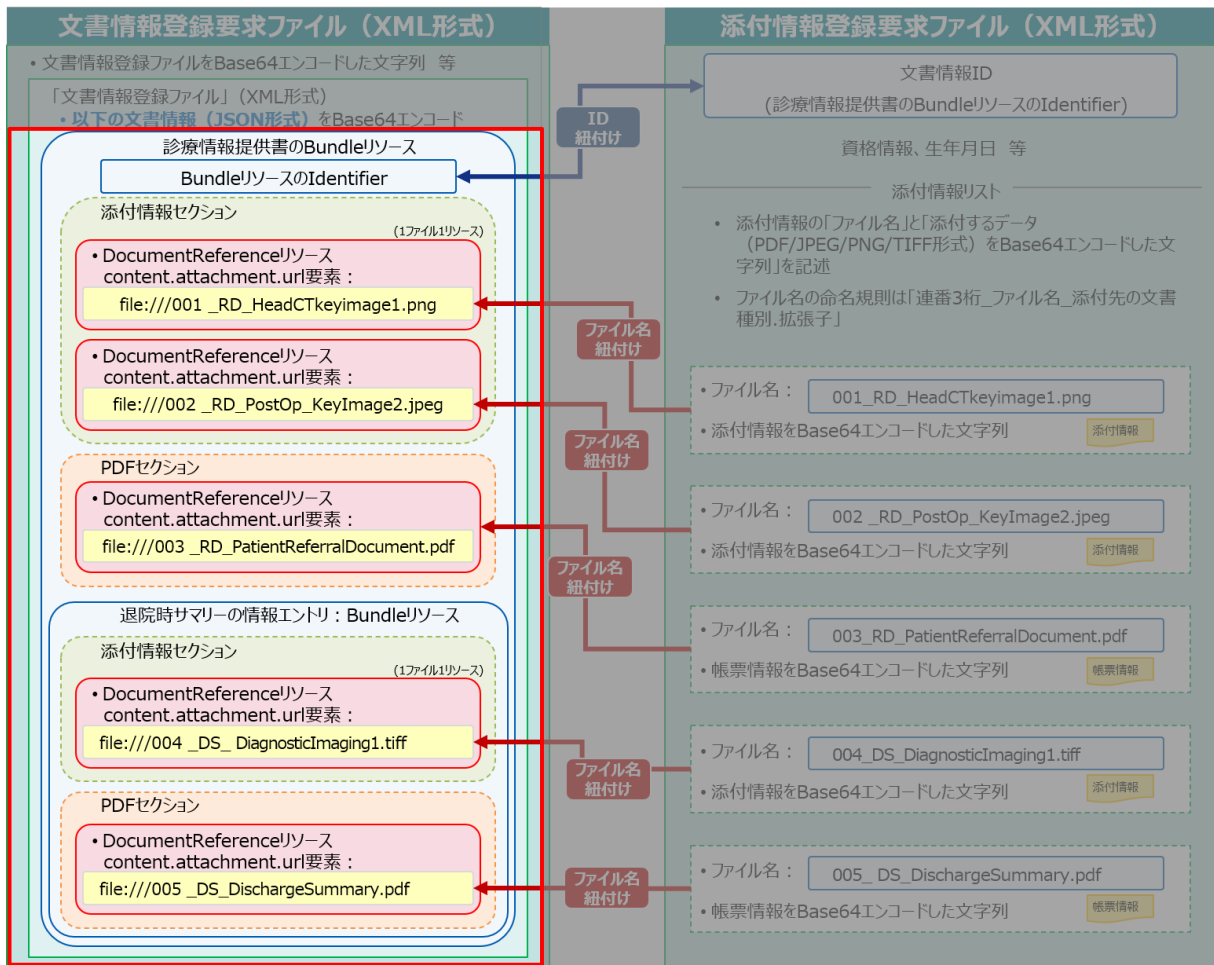 文書情報登録要求ファイル（XML形式）
・文書情報登録ファイルをBase64エンコードした文字列　等
「文書情報登録ファイル」（XML形式）
・以下の文書情報（JSON形式）をBase64エンコード
診療情報提供書のBundleリソース
BundleリソースのIdentifier
添付情報セクション
(1ファイル1リソース)
・DocumentReferenceリソース
content.attachment.url要素：
file:///001 _RD_HeadCTkeyimage1.png
・DocumentReferenceリソース
content.attachment.url要素：
file:///002 _RD_PostOp_KeyImage2.jpeg
PDFセクション
・DocumentReferenceリソース
content.attachment.url要素：
file:///003 _RD_PatientReferralDocument.pdf
退院時サマリーの情報エントリ：Bundleリソース
添付情報セクション
(1ファイル1リソース)
・DocumentReferenceリソース
content.attachment.url要素：
file:///004 _DS_ DiagnosticImaging1.tiff
PDFセクション
・DocumentReferenceリソース
content.attachment.url要素：
file:///005 _DS_DischargeSummary.pdf
ID
紐付け
ファイル名
紐付け
ファイル名
紐付け
ファイル名
紐付け
ファイル名
紐付け
ファイル名
紐付け
添付情報登録要求ファイル（XML形式）
文書情報ID
(診療情報提供書のBundleリソースのIdentifier)
資格情報、生年月日　等
添付情報リスト
・添付情報の「ファイル名」と「添付するデータ
（PDF/JPEG/PNG/TIFF形式）をBase64エンコードした文
字列」を記述
・ファイル名の命名規則は「連番3桁_ファイル名_添付先の文書
種別.拡張子」
・ファイル名： 001_RD_HeadCTkeyimage1.png
・添付情報をBase64エンコードした文字列 添付情報
・ファイル名： 002 _RD_PostOp_KeyImage2.jpeg
・添付情報をBase64エンコードした文字列 添付情報
・ファイル名： 003_RD_PatientReferralDocument.pdf
・帳票情報をBase64エンコードした文字列 帳票情報
・ファイル名： 004_DS_DiagnosticImaging1.tiff
・添付情報をBase64エンコードした文字列 添付情報
・ファイル名： 005_ DS_DischargeSummary.pdf
・帳票情報をBase64エンコードした文字列 帳票情報